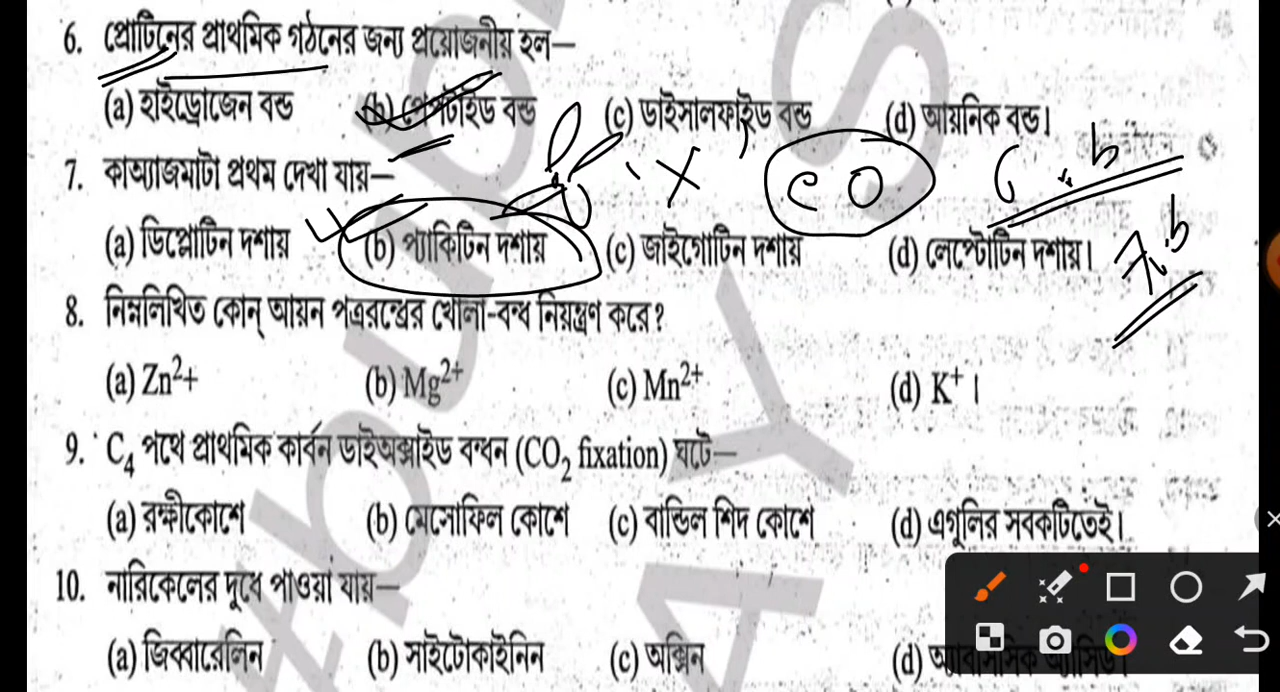 6. প্রোটিনের প্রাথমিক গঠনের জন্য প্রয়োজনীয় হল—
(a) হাইড্রোজেন বন্ড (b) পেপটাইড বন্ড (c) ডাইসালফাইড বন্ড (d) আয়নিক বন্ড।
7. কাঅ্যাজমাটা প্রথম দেখা যায়—
(a) ডিপ্লোটিন দশায় (b) প্যাকিটিন দশায় (c) জাইগোটিন দশায় (d) লেপ্টোটিন দশায়।
8. নিম্নলিখিত কোন্ আয়ন পত্ররন্ধ্রের খোলা-বন্ধ নিয়ন্ত্রণ করে?
(a) Zn²+ (b) Mg²⁺ (c) Mn²⁺ (d) K⁺।
9. C₄ পথে প্রাথমিক কার্বন ডাইঅক্সাইড বন্ধন (CO₂ fixation) ঘটে—
(a) রক্ষীকোশে (b) মেসোফিল কোশে (c) বান্ডিল শিদ কোশে (d) এগুলির সবকটিতেই।
10. নারিকেলের দুধে পাওয়া যায়—
(a) জিব্বারেলিন (b) সাইটোকাইনিন (c) অক্সিন (d) অ্যাবসিসিক অ্যাসিড।